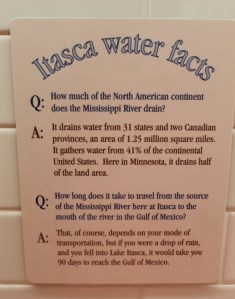 Itasca water facts
Q: How much of the North American continent
does the Mississippi River drain?
A: It drains water from 31 states and two Canadian
provinces, an area of 1.25 million square miles.
It gathers water from 41% of the continental
United States. Here in Minnesota, it drains half
of the land area.
Q: How long does it take to travel from the source
of the Mississippi River here at Itasca to the
mouth of the river in the Gulf of Mexico?
A: That, of course, depends on your mode of
transportation, but if you were a drop of rain,
and you fell into Lake Itasca, it would take you
90 days to reach the Gulf of Mexico.